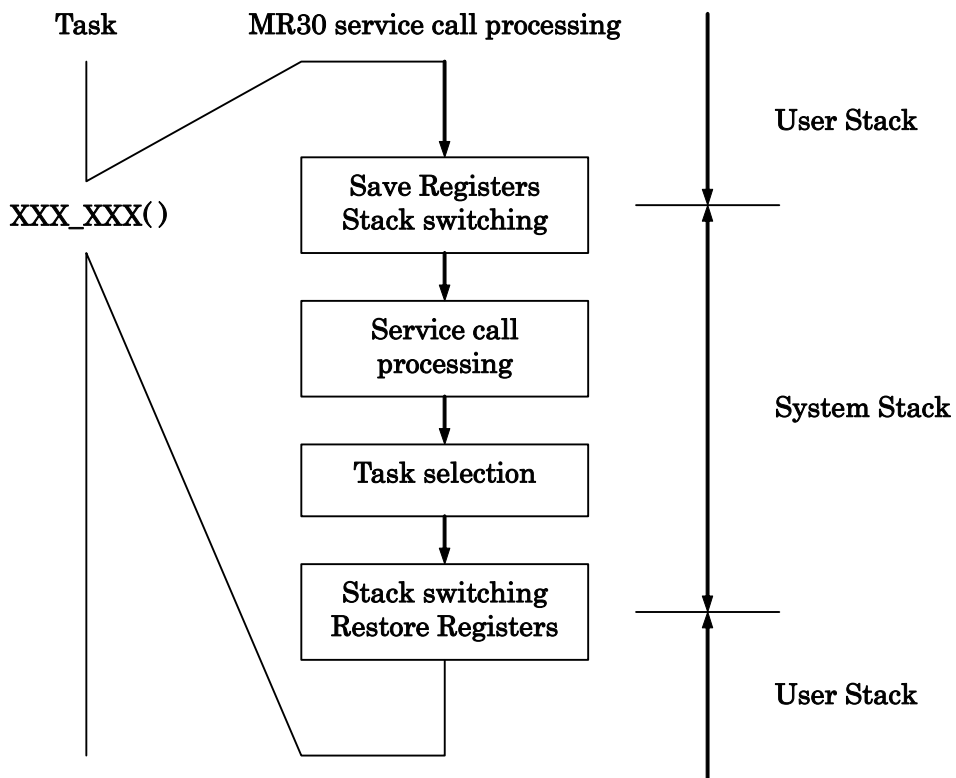 Task
MR30 service call processing
User Stack
XXX_XXX()
Save Registers
Stack switching
Service call
processing
System Stack
Task selection
Stack switching
Restore Registers
User Stack